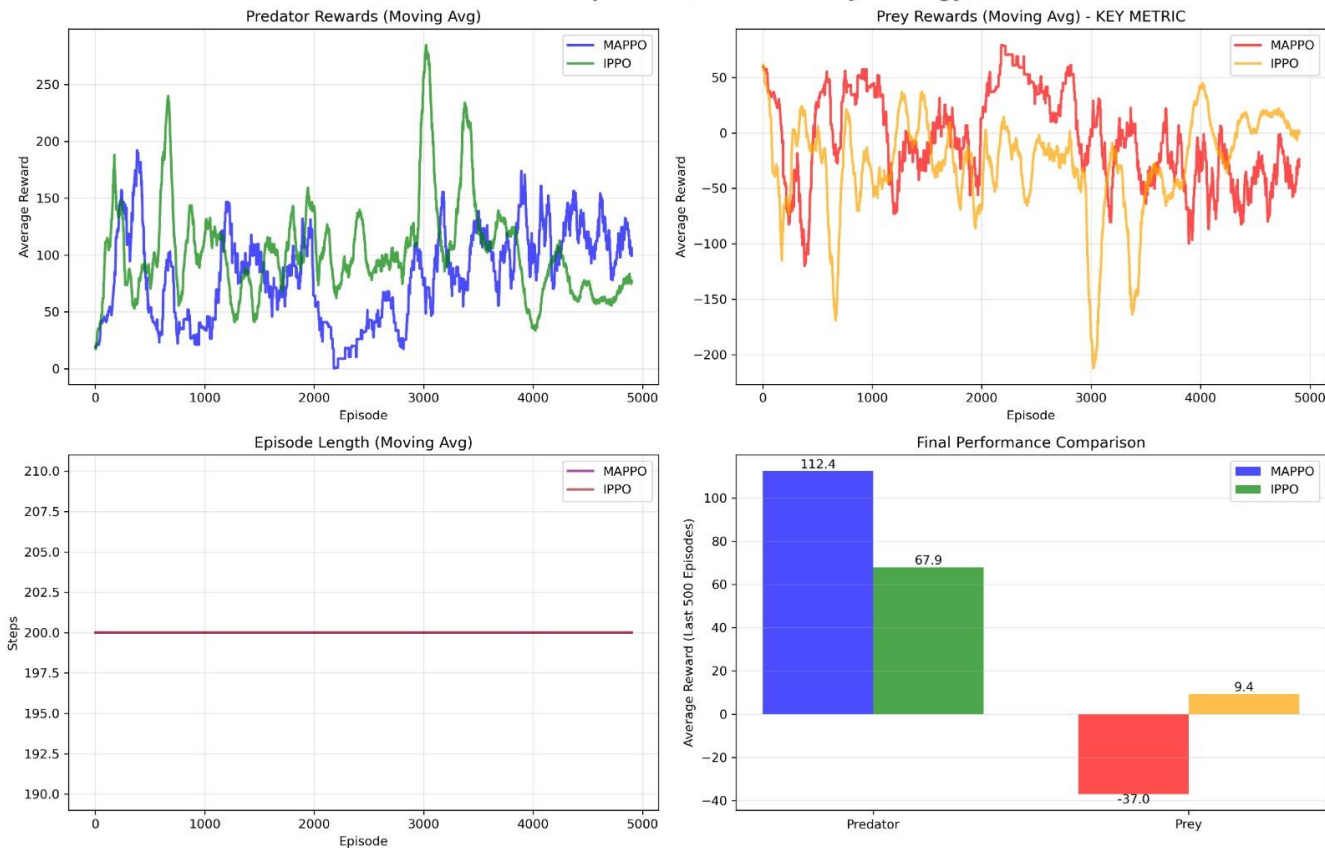 Predator Rewards (Moving Avg)
MAPPO
IPPO
250
200
150
100
50
0
Average Reward
0 1000 2000 3000 4000 5000
Episode
Prey Rewards (Moving Avg) - KEY METRIC
MAPPO
IPPO
50
0
−50
−100
−150
−200
Average Reward
0 1000 2000 3000 4000 5000
Episode
Episode Length (Moving Avg)
MAPPO
IPPO
210.0
207.5
205.0
202.5
200.0
197.5
195.0
192.5
190.0
Steps
0 1000 2000 3000 4000 5000
Episode
Final Performance Comparison
MAPPO
IPPO
112.4
67.9
9.4
-37.0
100
80
60
40
20
0
−20
−40
Average Reward (Last 500 Episodes)
Predator Prey